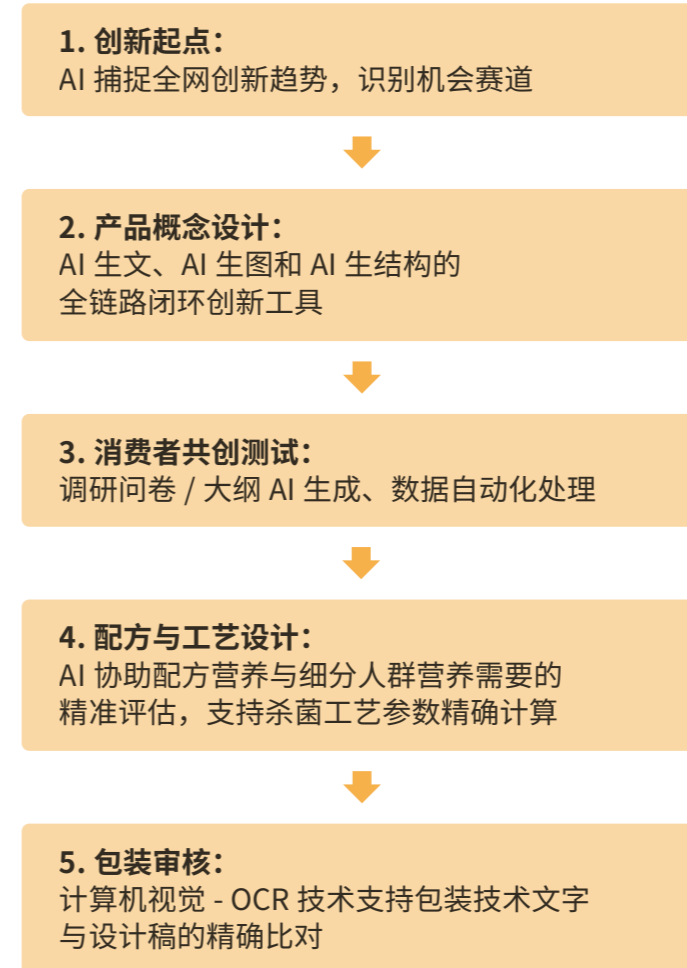 1. 创新起点：
AI 捕捉全网创新趋势，识别机会赛道
2. 产品概念设计：
AI 生文、AI 生图和 AI 生结构的
全链路闭环创新工具
3. 消费者共创测试：
调研问卷 / 大纲 AI 生成、数据自动化处理
4. 配方与工艺设计：
AI 协助配方营养与细分人群营养需要的
精准评估，支持杀菌工艺参数精确计算
5. 包装审核：
计算机视觉 - OCR 技术支持包装技术文字
与设计稿的精确比对